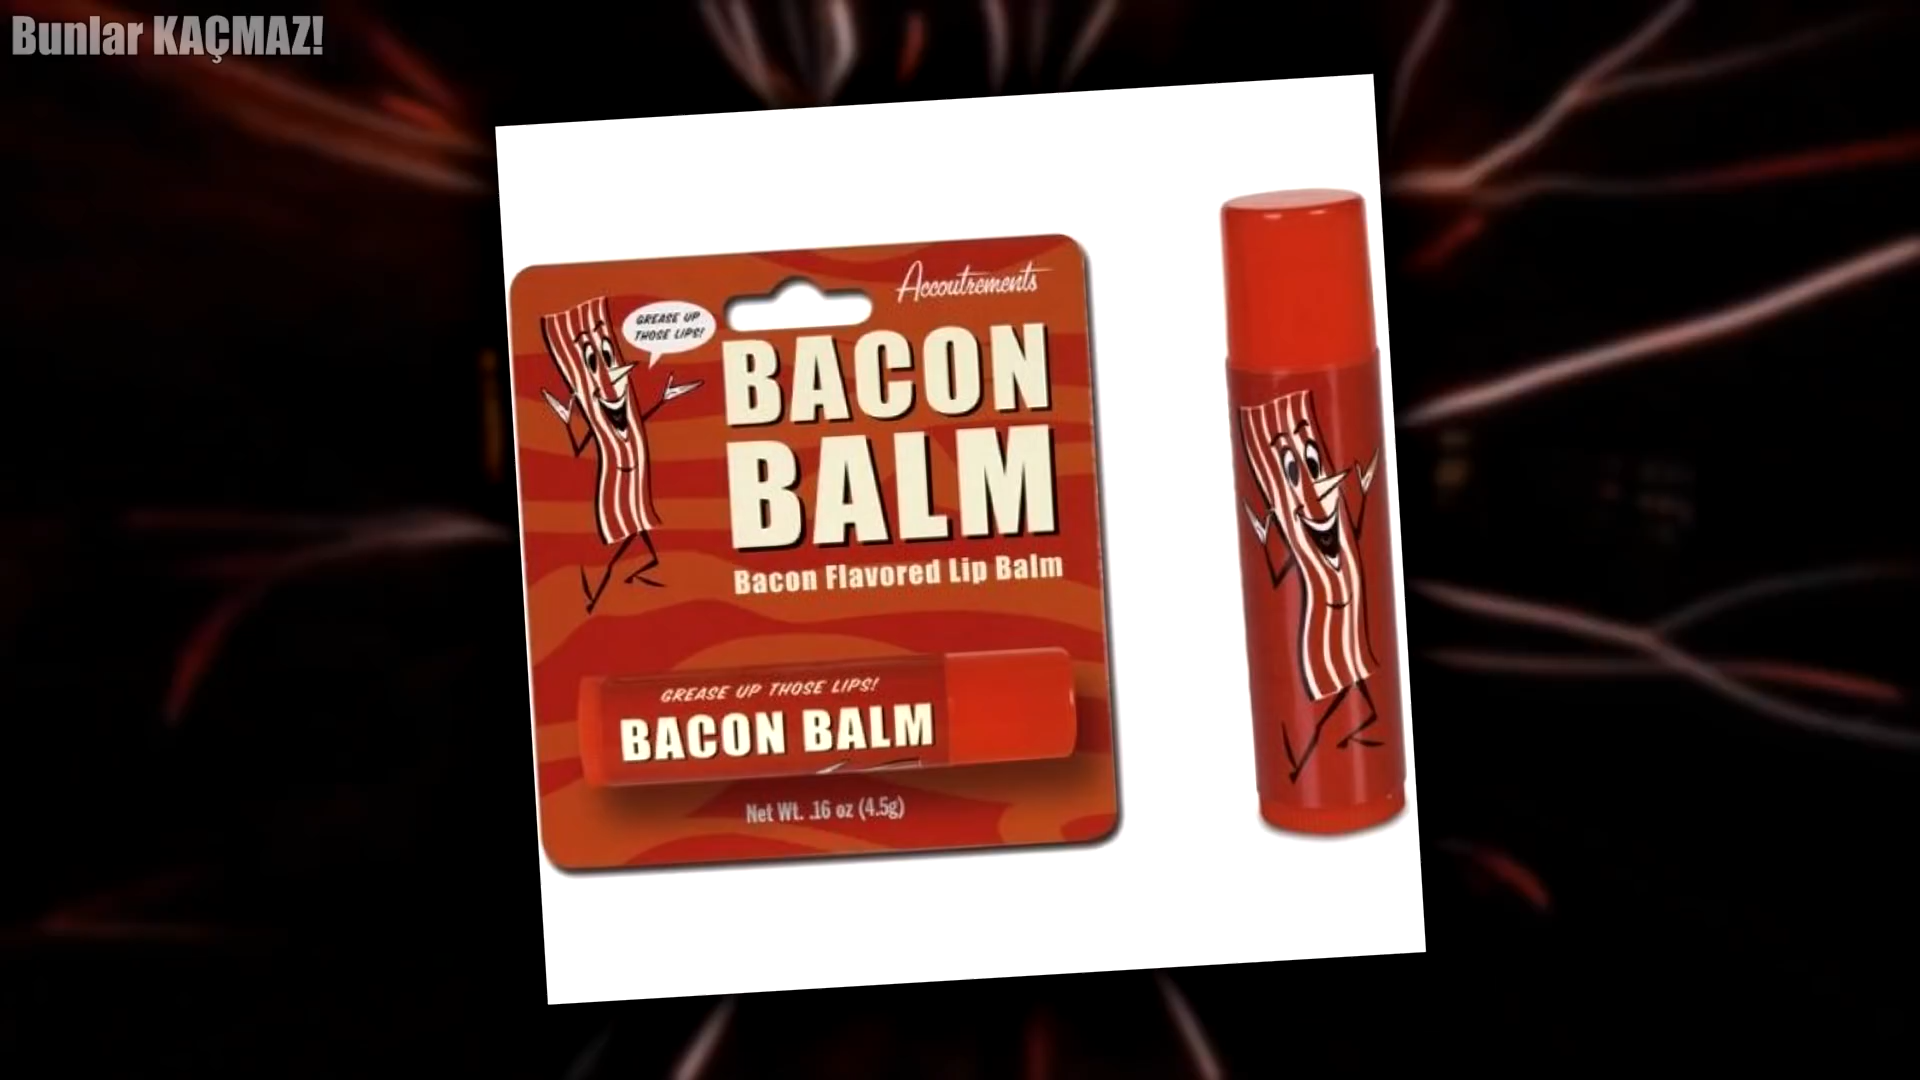 Bunlar KAÇMAZ!
Accoutrements
GREASE UP
THOSE LIPS!
BACON
BALM
Bacon Flavored Lip Balm
GREASE UP THOSE LIPS!
BACON BALM
Net Wt. .16 oz (4.5g)